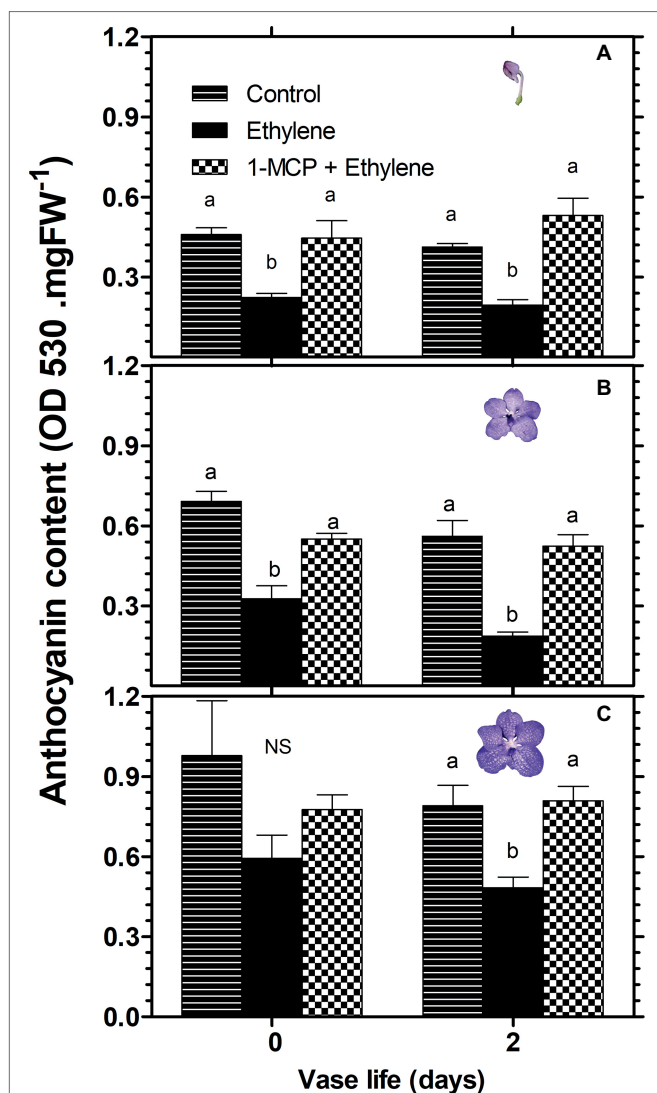 Anthocyanin content (OD 530 .mgFW⁻¹)
1.2
A
Control
Ethylene
1-MCP + Ethylene
0.9
0.6
0.3
a
b
a
a
b
a
1.2
B
0.9
0.6
0.3
a
b
a
a
b
a
1.2
C
0.9
0.6
0.3
0.0
NS
a
b
a
0
2
Vase life (days)